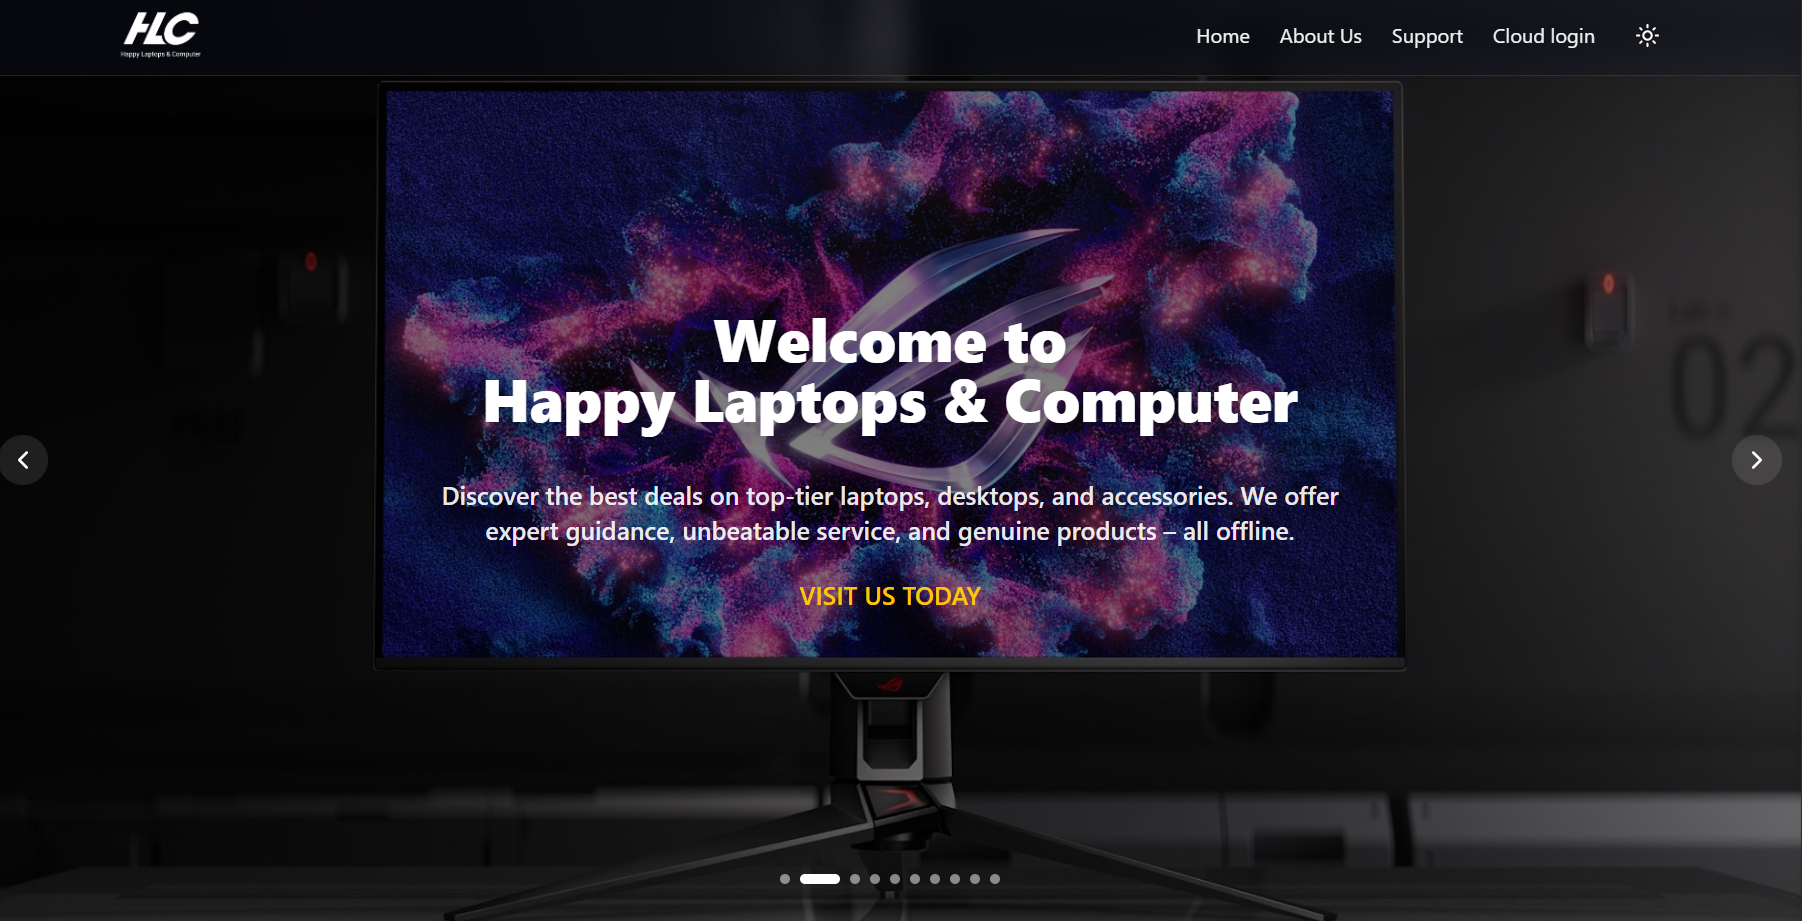 HLC
Happy Laptops & Computer
Home About Us Support Cloud login
Welcome to
Happy Laptops & Computer
Discover the best deals on top-tier laptops, desktops, and accessories. We offer
expert guidance, unbeatable service, and genuine products – all offline.
VISIT US TODAY
02